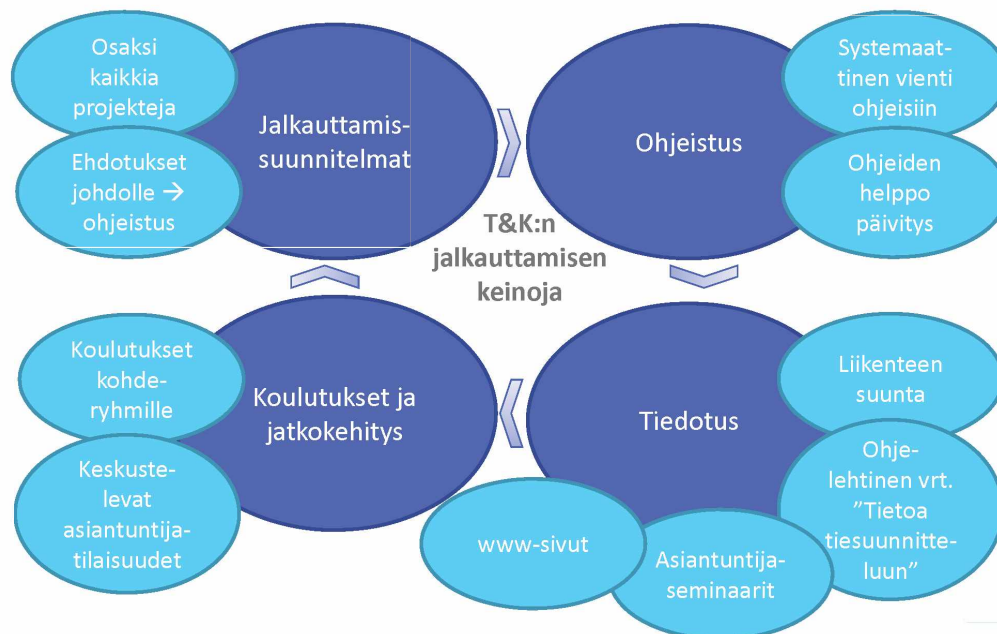 Osaksi
kaikkia
projekteja
Ehdotukset
johdolle →
ohjeistus
Jalkauttamis-
suunnitelmat
Ohjeistus
Systemaat-
tinen vienti
ohjeisiin
Ohjeiden
helppo
päivitys
T&K:n
jalkauttamisen
keinoja
Koulutukset
kohde-
ryhmille
Keskuste-
levat
asiantuntija-
tilaisuudet
Koulutukset ja
jatkokehitys
Tiedotus
Liikenteen
suunta
Ohje-
lehtinen vrt.
”Tietoa
tiesuunnitte-
luun”
www-sivut
Asiantuntija-
seminaarit